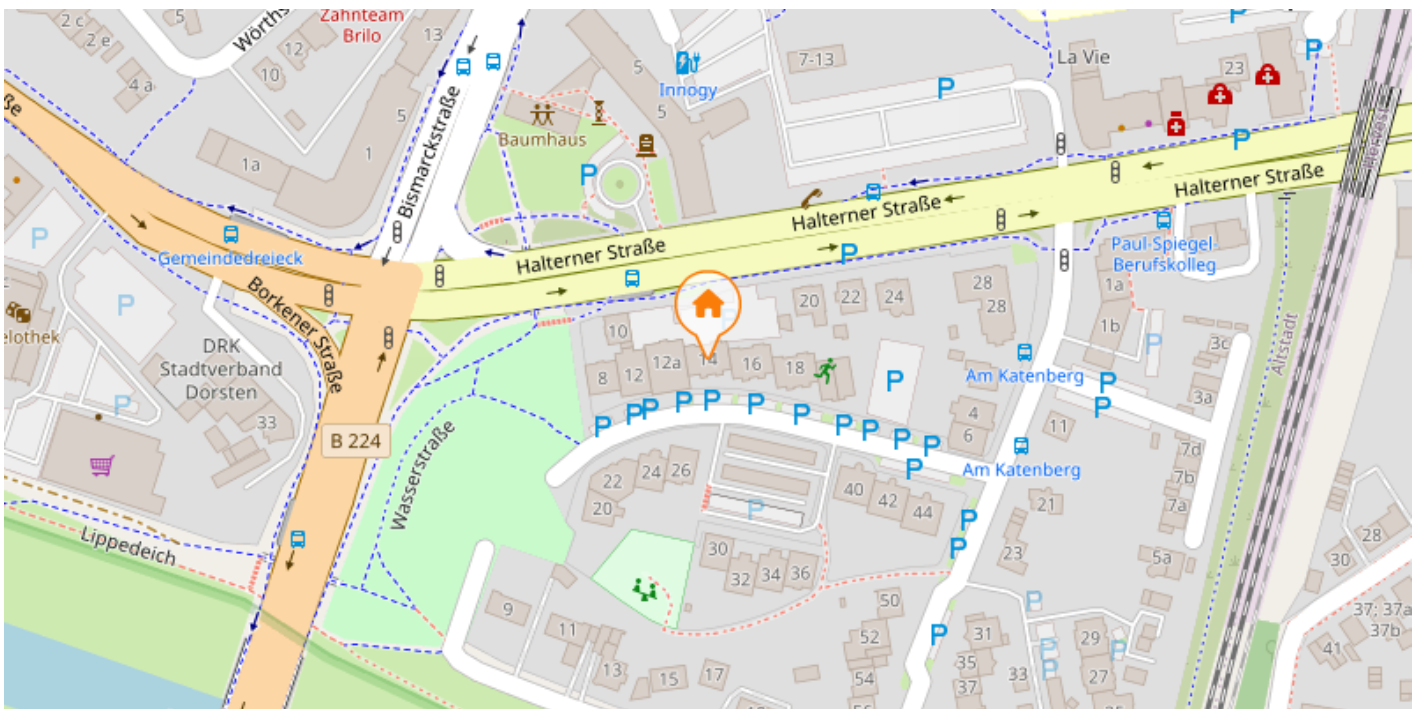 2 c
2 e
4 a
Wörths
10
12
Zahnteam
Brilo
13
5
1
1a
Bismarckstraße
Baumhaus
5
5
Innogy
P
7-13
P
La Vie
23
P
P
P
Hervest
ße
Gemeindedreieck
Borkener Straße
P
P
elothek
DRK
Stadtverband
Dorsten
33
B 224
Halterner Straße
Halterner Straße
Halterner Straße
P
Paul-Spiegel-
Berufskolleg
1a
1b
P
3c
3a
Altstadt
10
8
12
12a
14
16
18
20
22
24
28
28
P
Am Katenberg
P
P
4
6
11
P
P
P
P
P
P
P
P
P
P
P
P
Am Katenberg
7d
7b
7a
5a
Wasserstraße
22
20
24
26
P
40
42
44
21
23
P
P
Lippedeich
30
32
34
36
9
11
13
15
17
50
52
54
P
31
35
37
33
P
P
P
P
29
27
28
30
37; 37a
37b
41